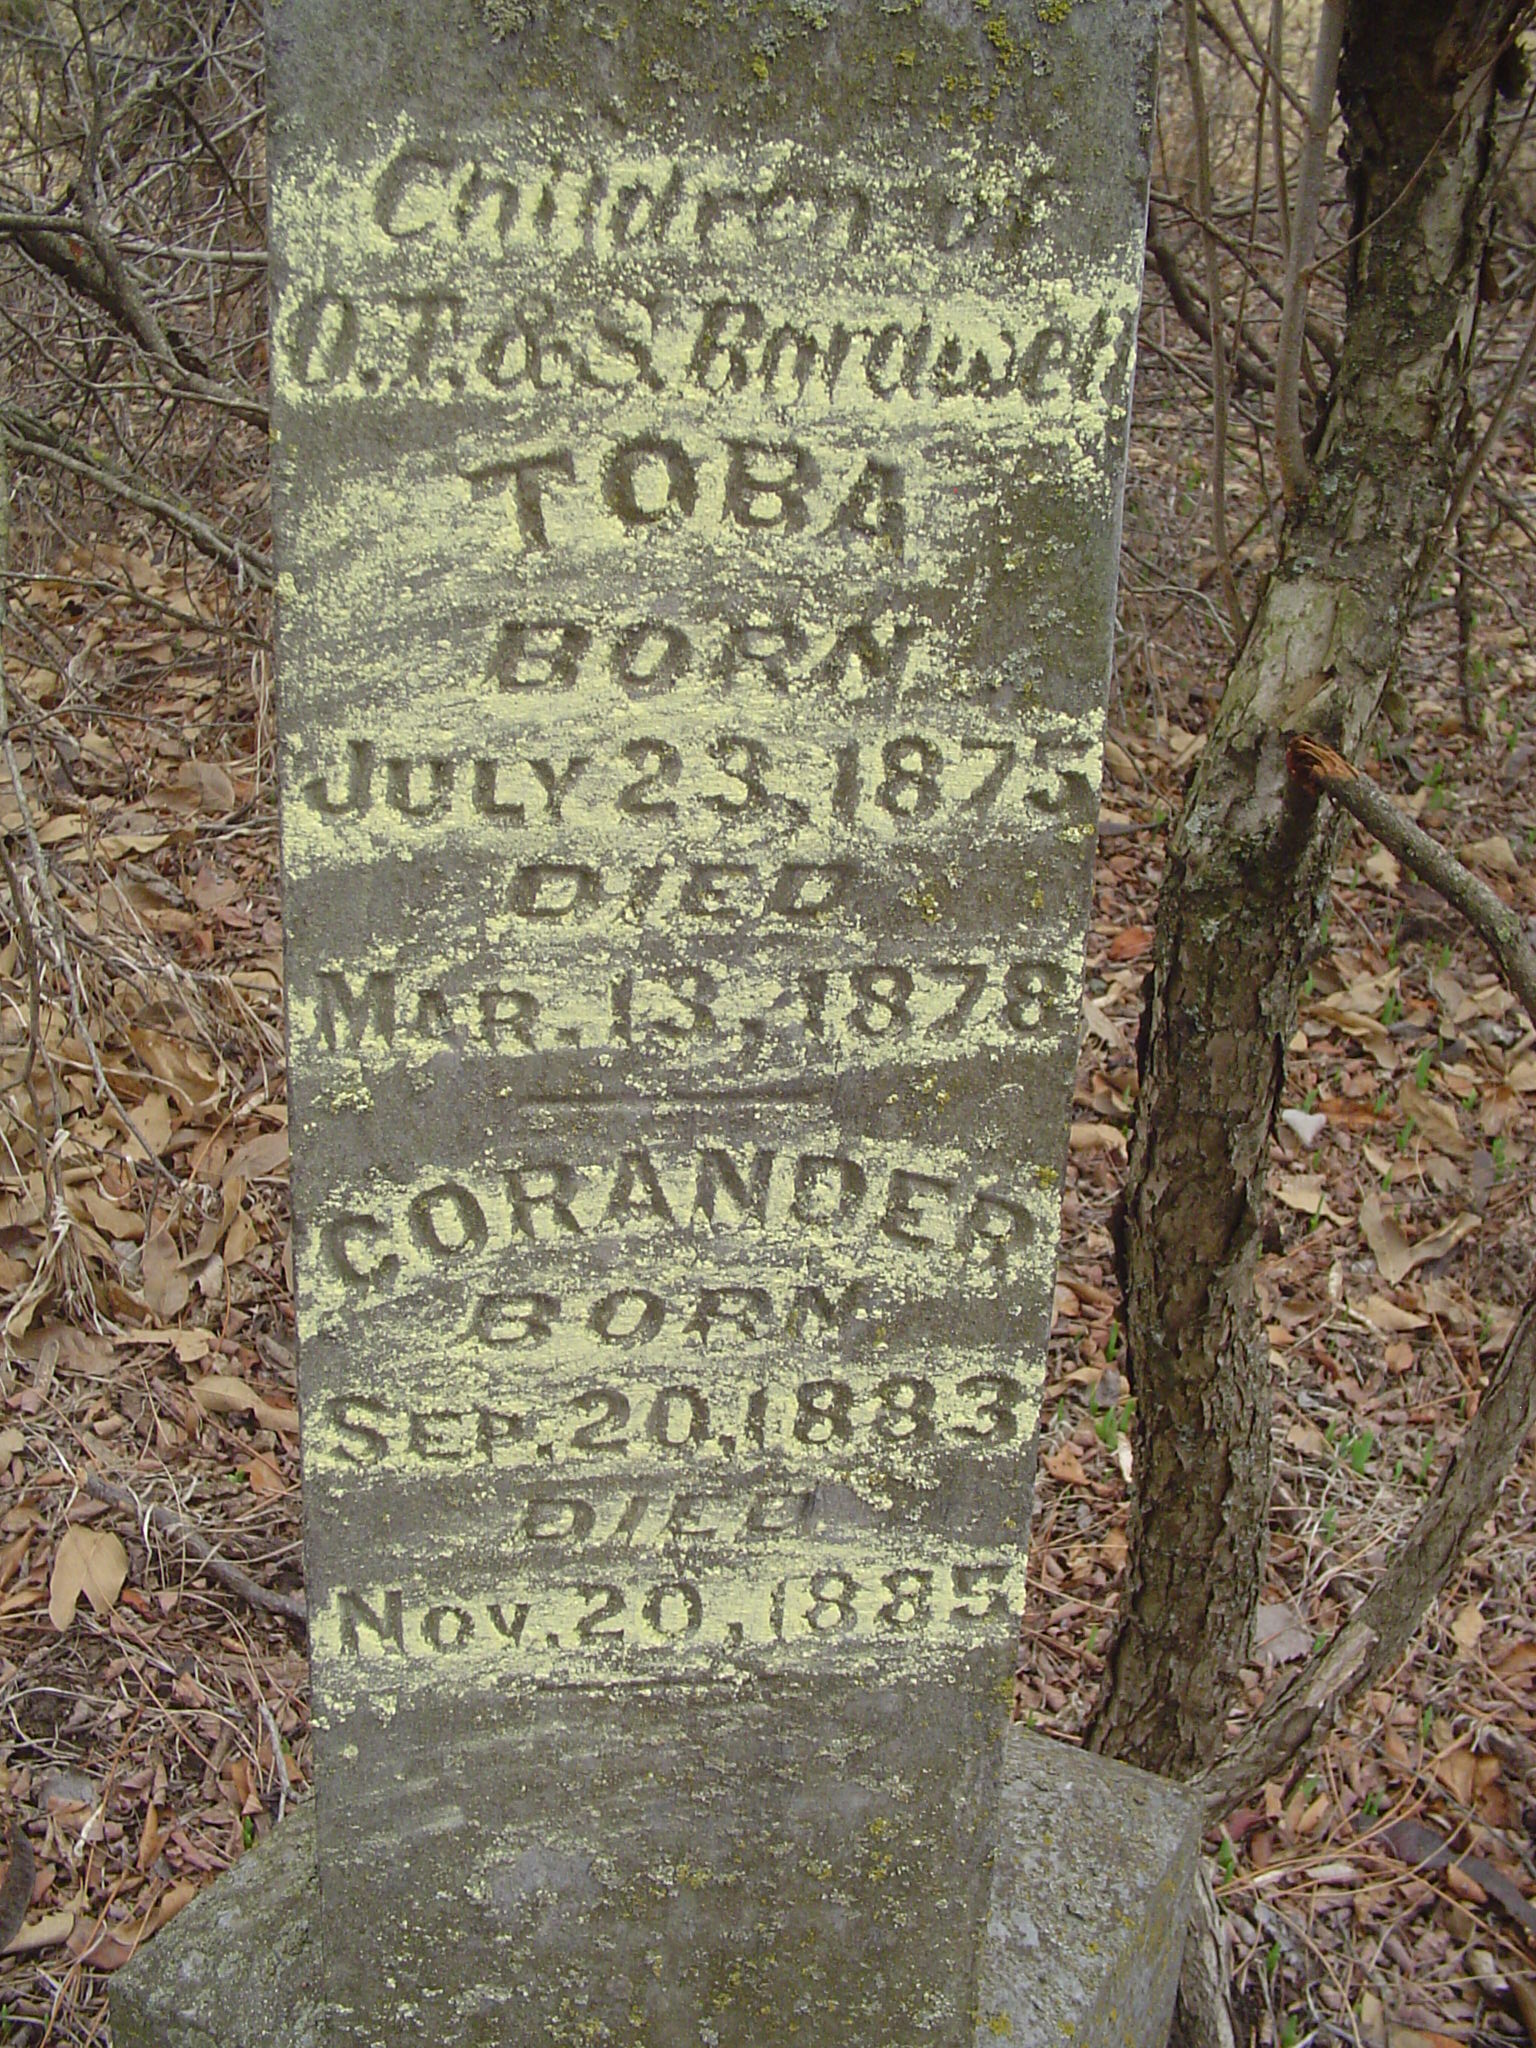 Children of
O.T. & S. Bordwell
TOBA
BORN
JULY 23, 1875
DIED
MAR. 13, 1878
CORANDER
BORN
SEP. 20, 1883
DIED
NOV. 20, 1885